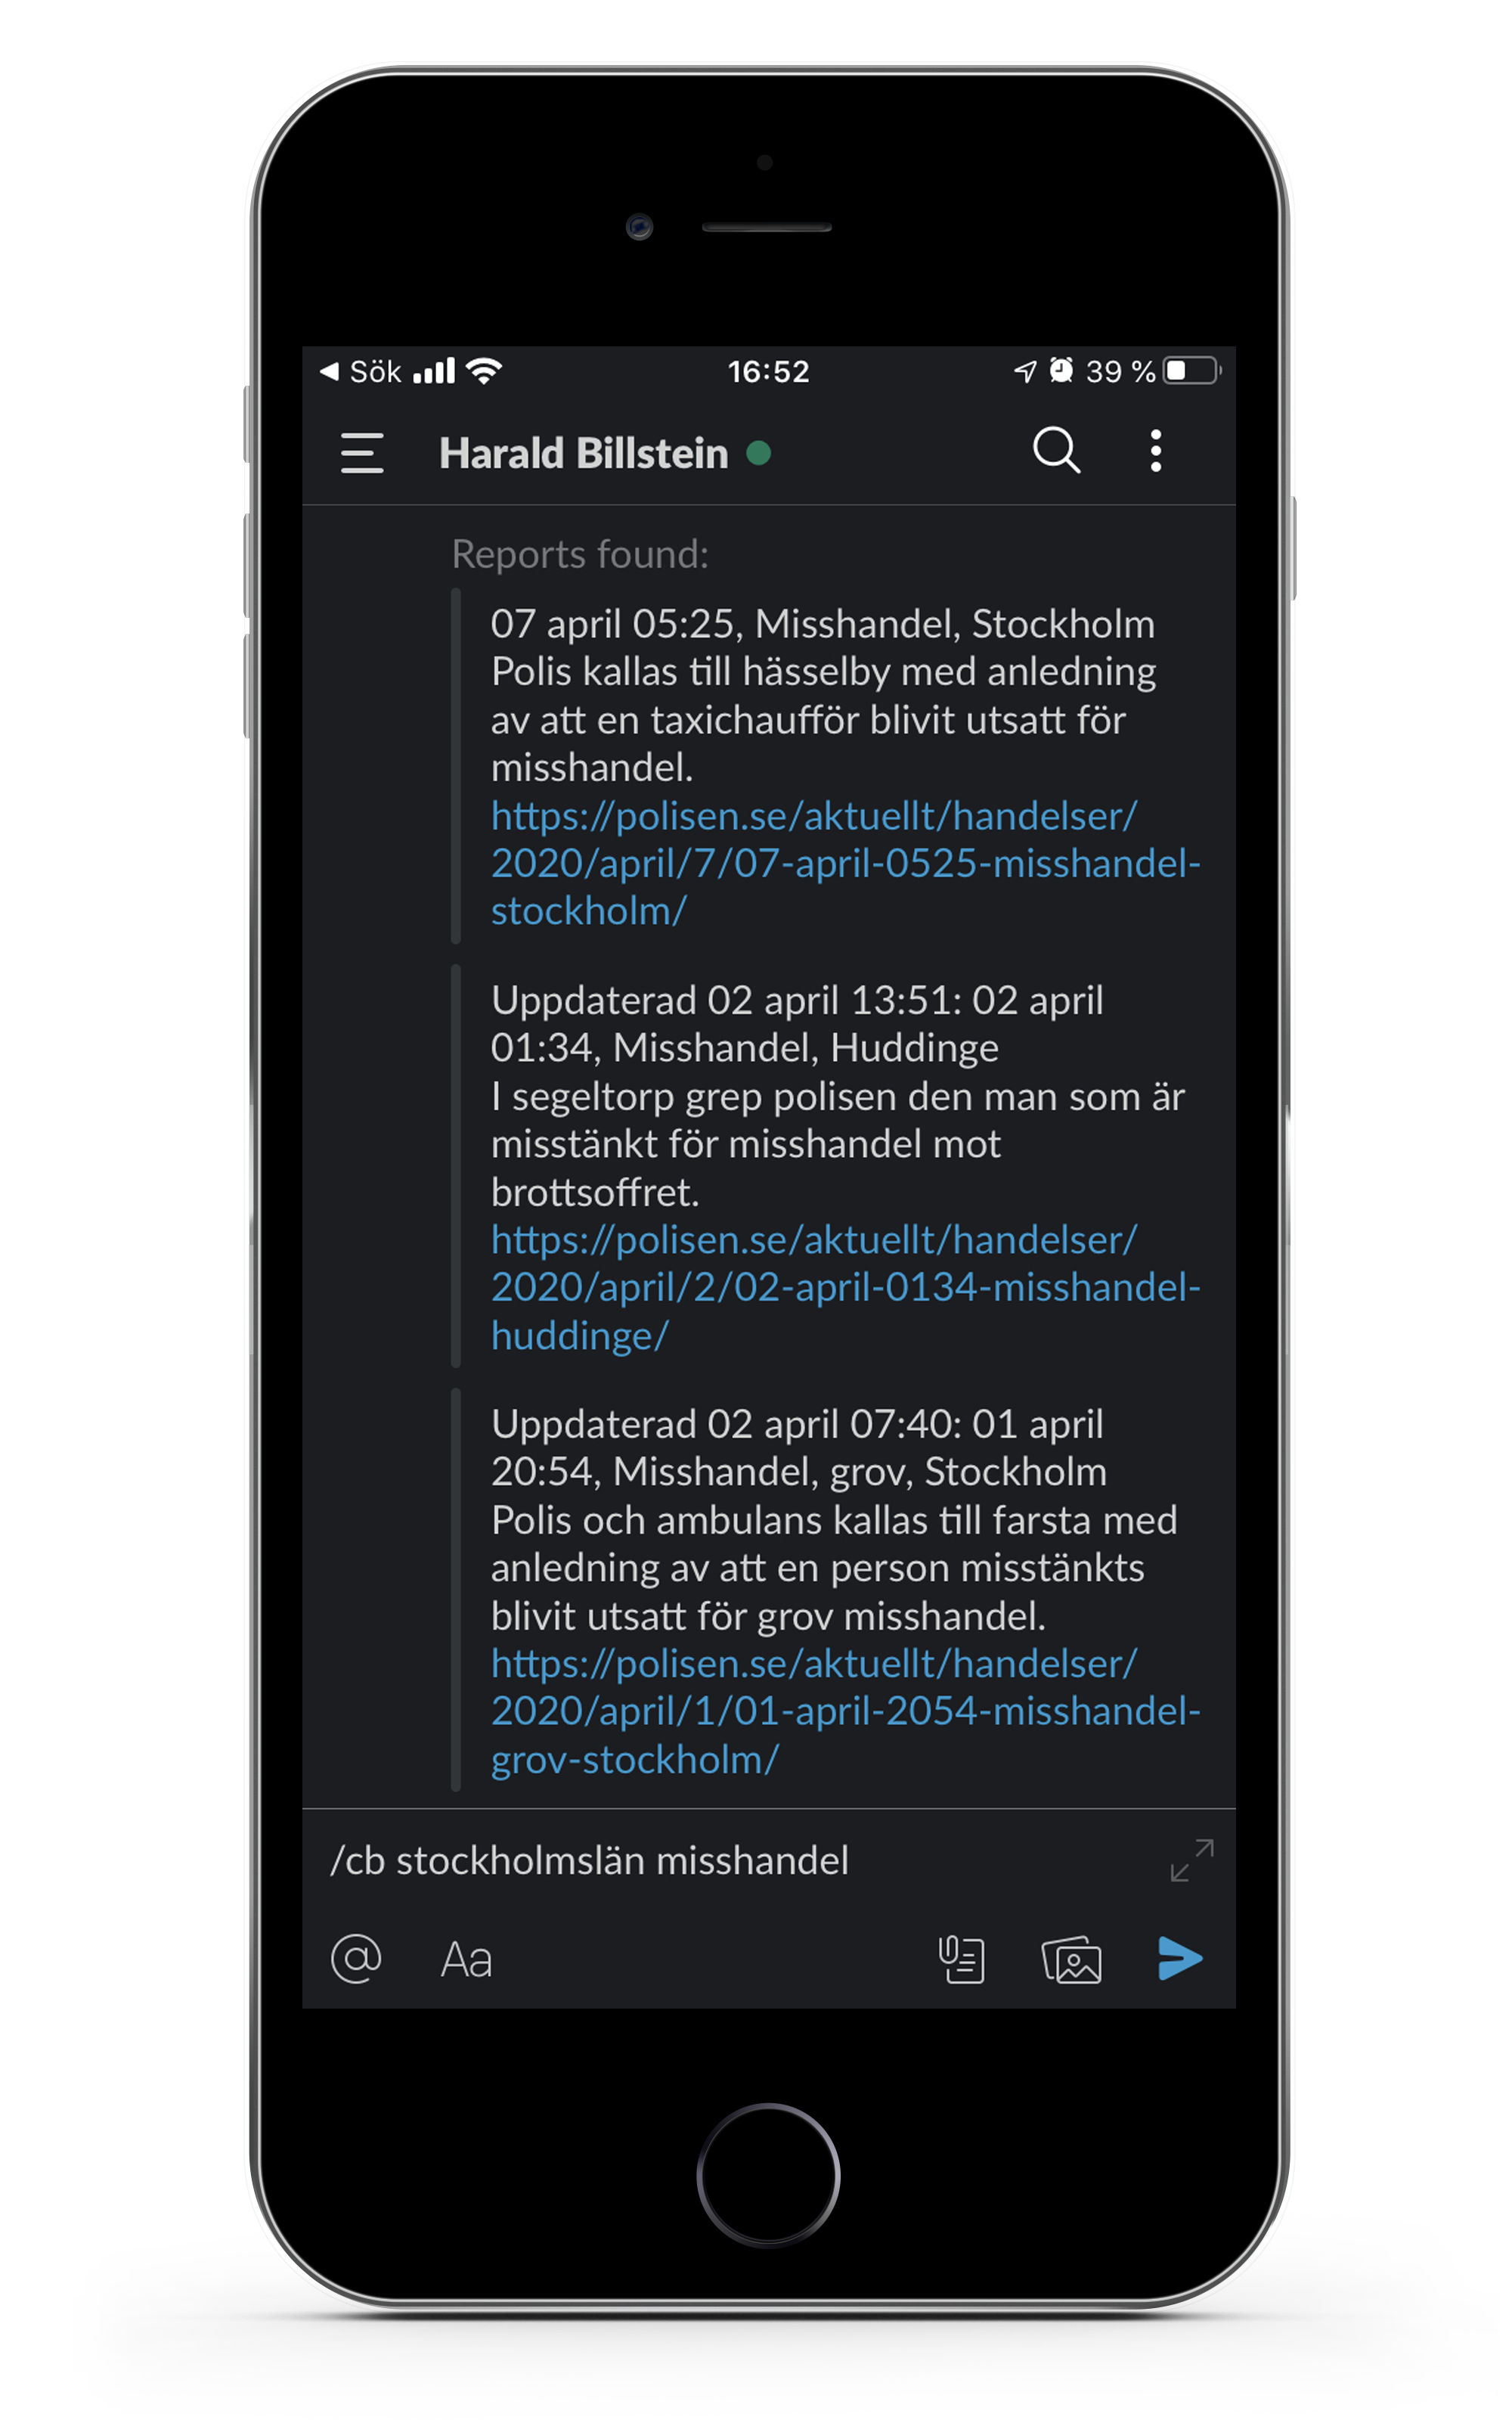 Sök 16:52 39 %
Harald Billstein
Reports found:
07 april 05:25, Misshandel, Stockholm
Polis kallas till hässelby med anledning
av att en taxichaufför blivit utsatt för
misshandel.
https://polisen.se/aktuellt/handelser/
2020/april/7/07-april-0525-misshandel-
stockholm/
Uppdaterad 02 april 13:51: 02 april
01:34, Misshandel, Huddinge
I segeltorp grep polisen den man som är
misstänkt för misshandel mot
brottsoffret.
https://polisen.se/aktuellt/handelser/
2020/april/2/02-april-0134-misshandel-
huddinge/
Uppdaterad 02 april 07:40: 01 april
20:54, Misshandel, grov, Stockholm
Polis och ambulans kallas till farsta med
anledning av att en person misstänkts
blivit utsatt för grov misshandel.
https://polisen.se/aktuellt/handelser/
2020/april/1/01-april-2054-misshandel-
grov-stockholm/
/cb stockholmslän misshandel
@ Aa